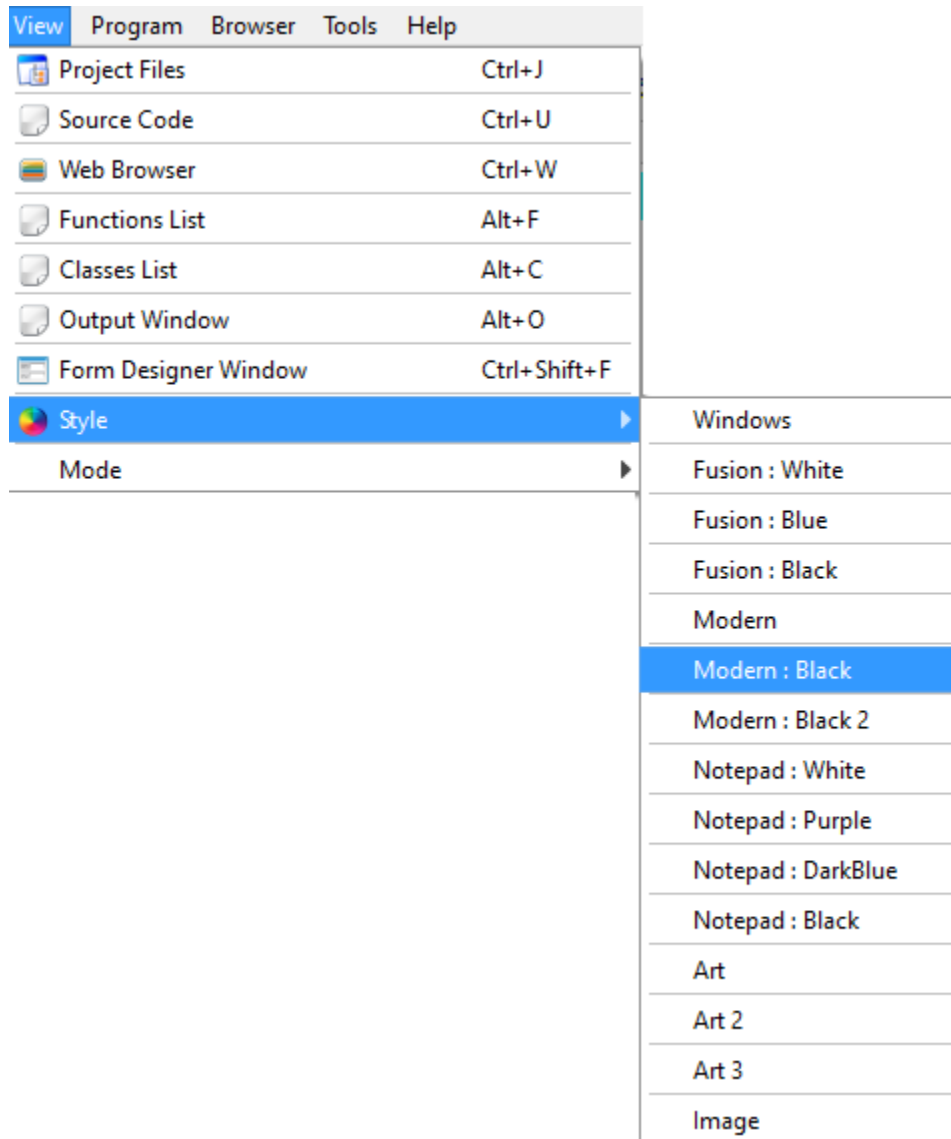 View Program Browser Tools Help
Project Files Ctrl+J
Source Code Ctrl+U
Web Browser Ctrl+W
Functions List Alt+F
Classes List Alt+C
Output Window Alt+O
Form Designer Window Ctrl+Shift+F
Style
Mode
Windows
Fusion : White
Fusion : Blue
Fusion : Black
Modern
Modern : Black
Modern : Black 2
Notepad : White
Notepad : Purple
Notepad : DarkBlue
Notepad : Black
Art
Art 2
Art 3
Image